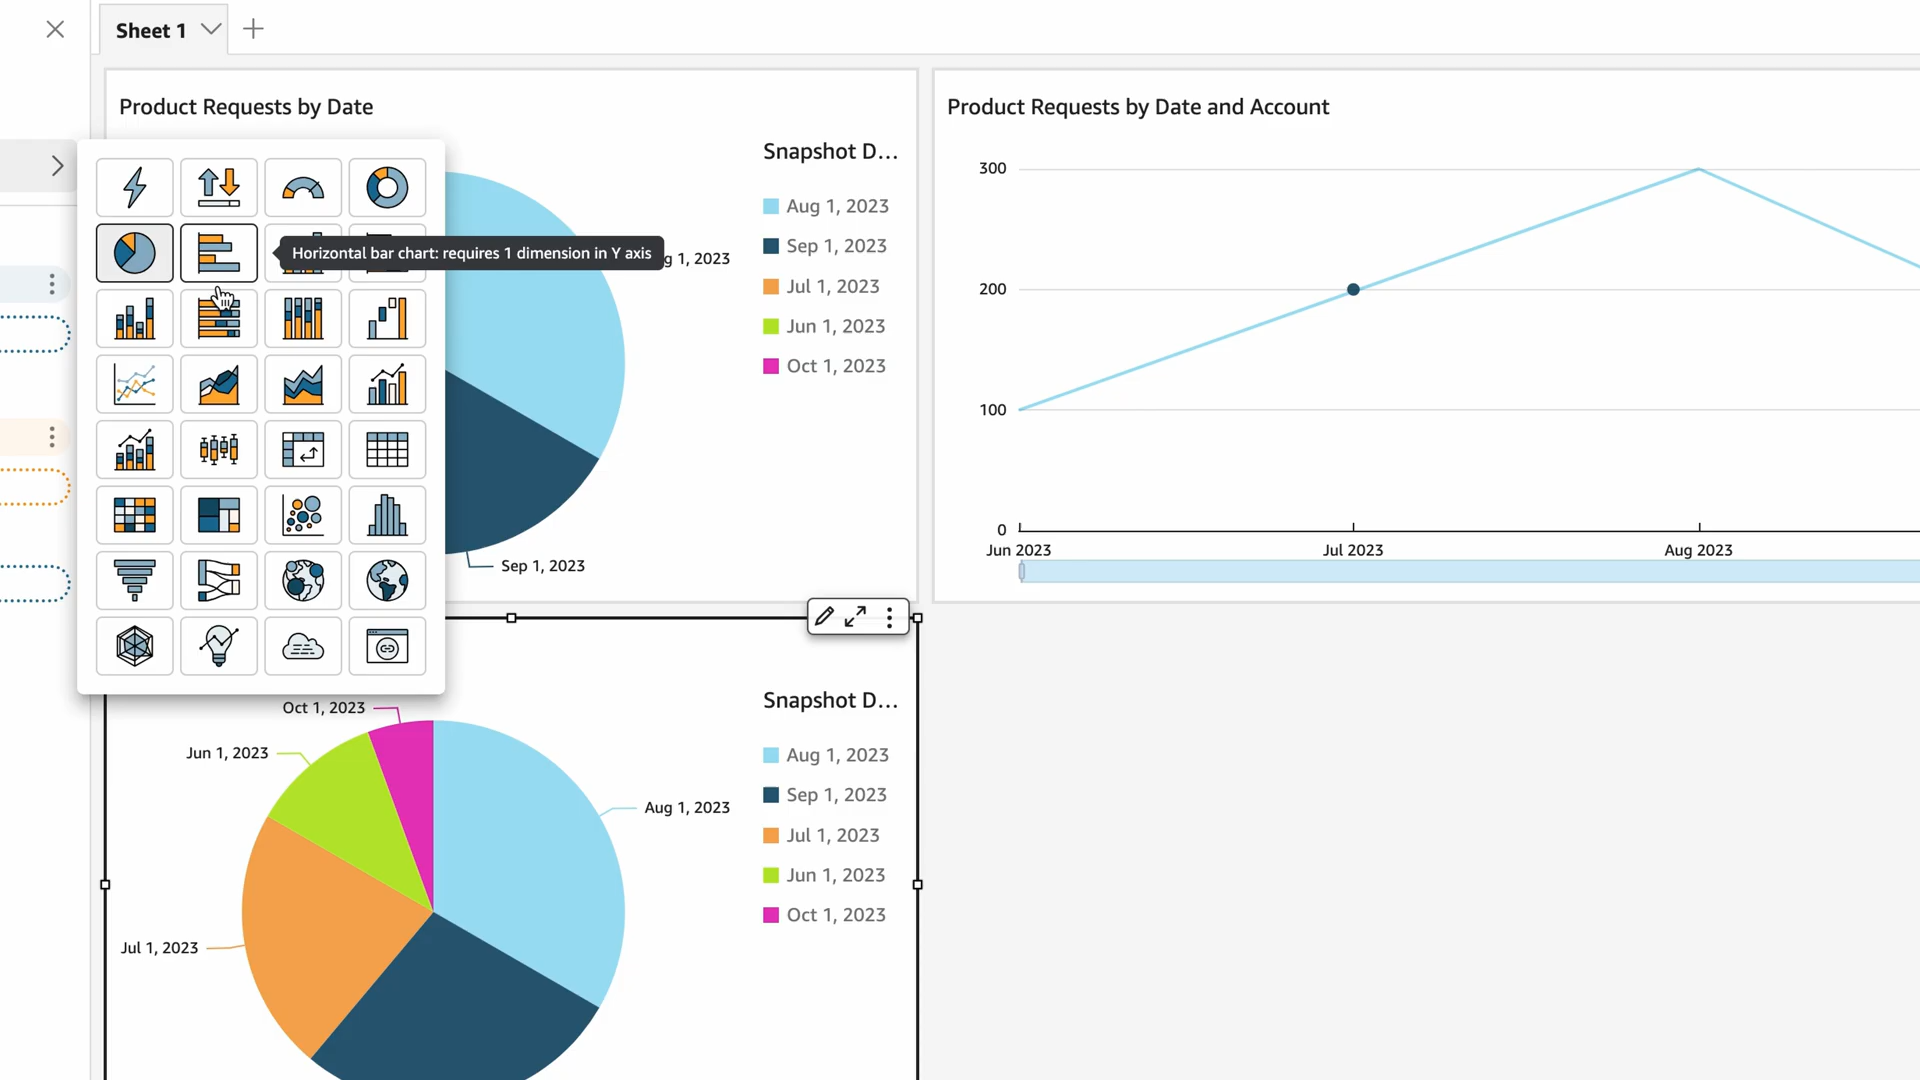 Sheet 1
Product Requests by Date
Snapshot D...
Aug 1, 2023
Sep 1, 2023
Jul 1, 2023
Jun 1, 2023
Oct 1, 2023
Horizontal bar chart: requires 1 dimension in Y axis
g 1, 2023
Sep 1, 2023
Product Requests by Date and Account
300
200
100
0
Jun 2023
Jul 2023
Aug 2023
Oct 1, 2023
Jun 1, 2023
Aug 1, 2023
Jul 1, 2023
Snapshot D...
Aug 1, 2023
Sep 1, 2023
Jul 1, 2023
Jun 1, 2023
Oct 1, 2023